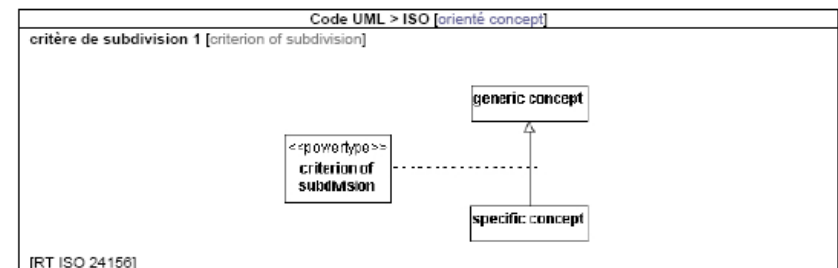 Code UML > ISO [orienté concept]
critère de subdivision 1 [criterion of subdivision]
generic concept
<<powertype>>
criterion of
subdivision
specific concept
[RT ISO 24156]